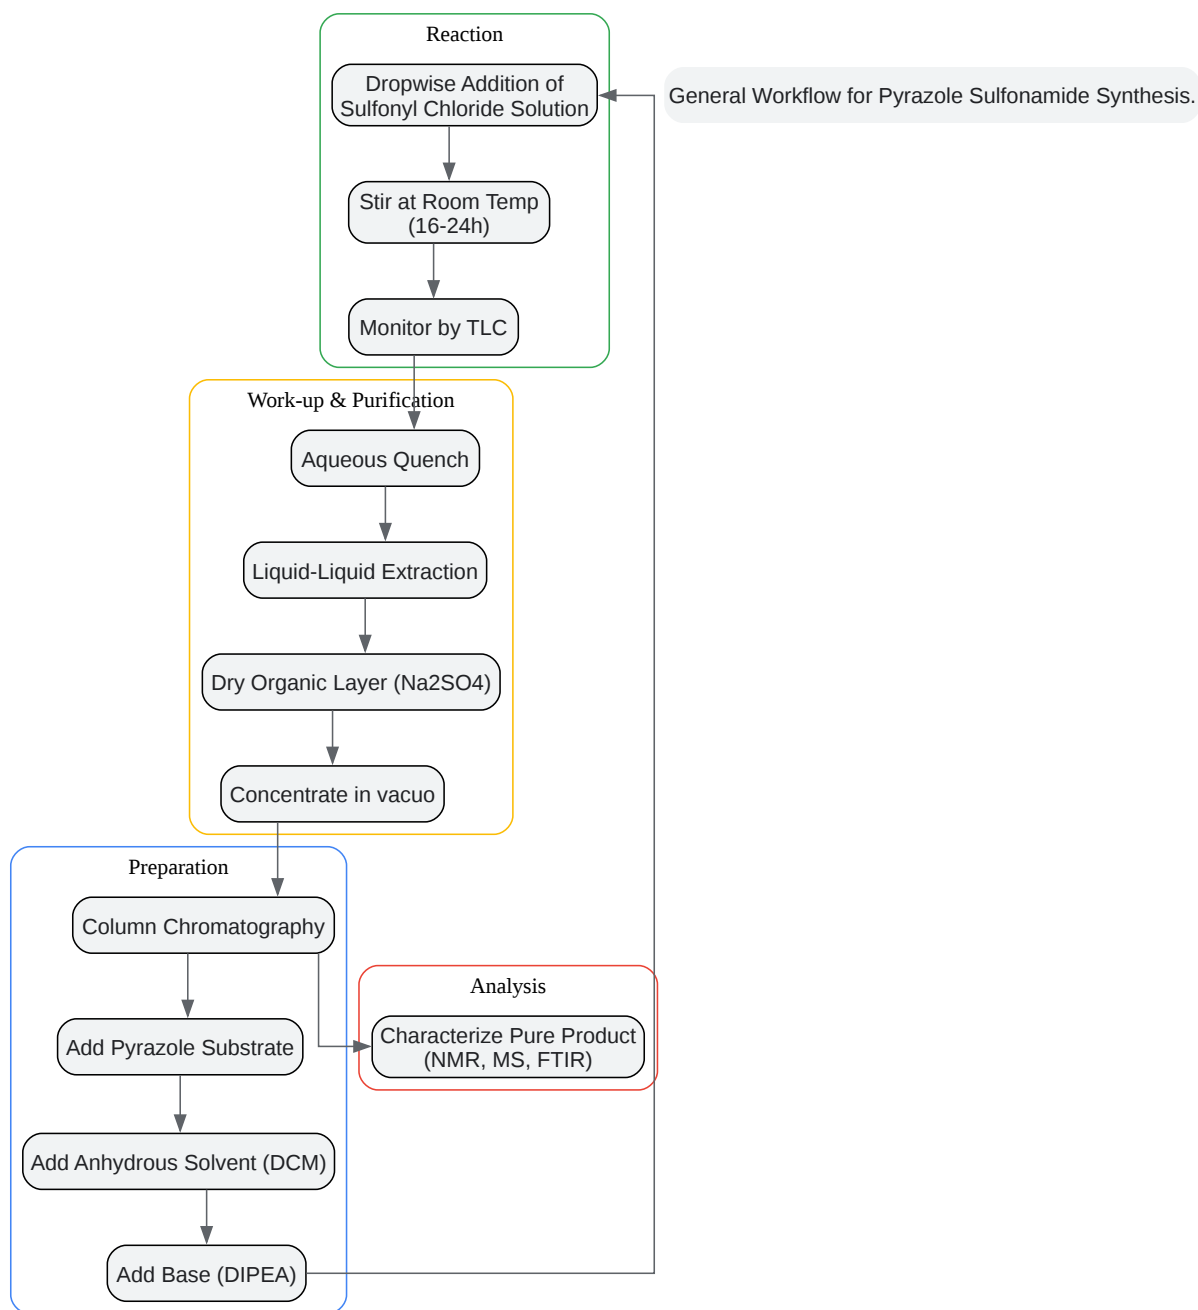 Reaction
Dropwise Addition of
Sulfonyl Chloride Solution
General Workflow for Pyrazole Sulfonamide Synthesis.
Stir at Room Temp
(16-24h)
Monitor by TLC
Work-up & Purification
Aqueous Quench
Liquid-Liquid Extraction
Dry Organic Layer (Na2SO4)
Concentrate in vacuo
Preparation
Column Chromatography
Analysis
Characterize Pure Product
(NMR, MS, FTIR)
Add Pyrazole Substrate
Add Anhydrous Solvent (DCM)
Add Base (DIPEA)